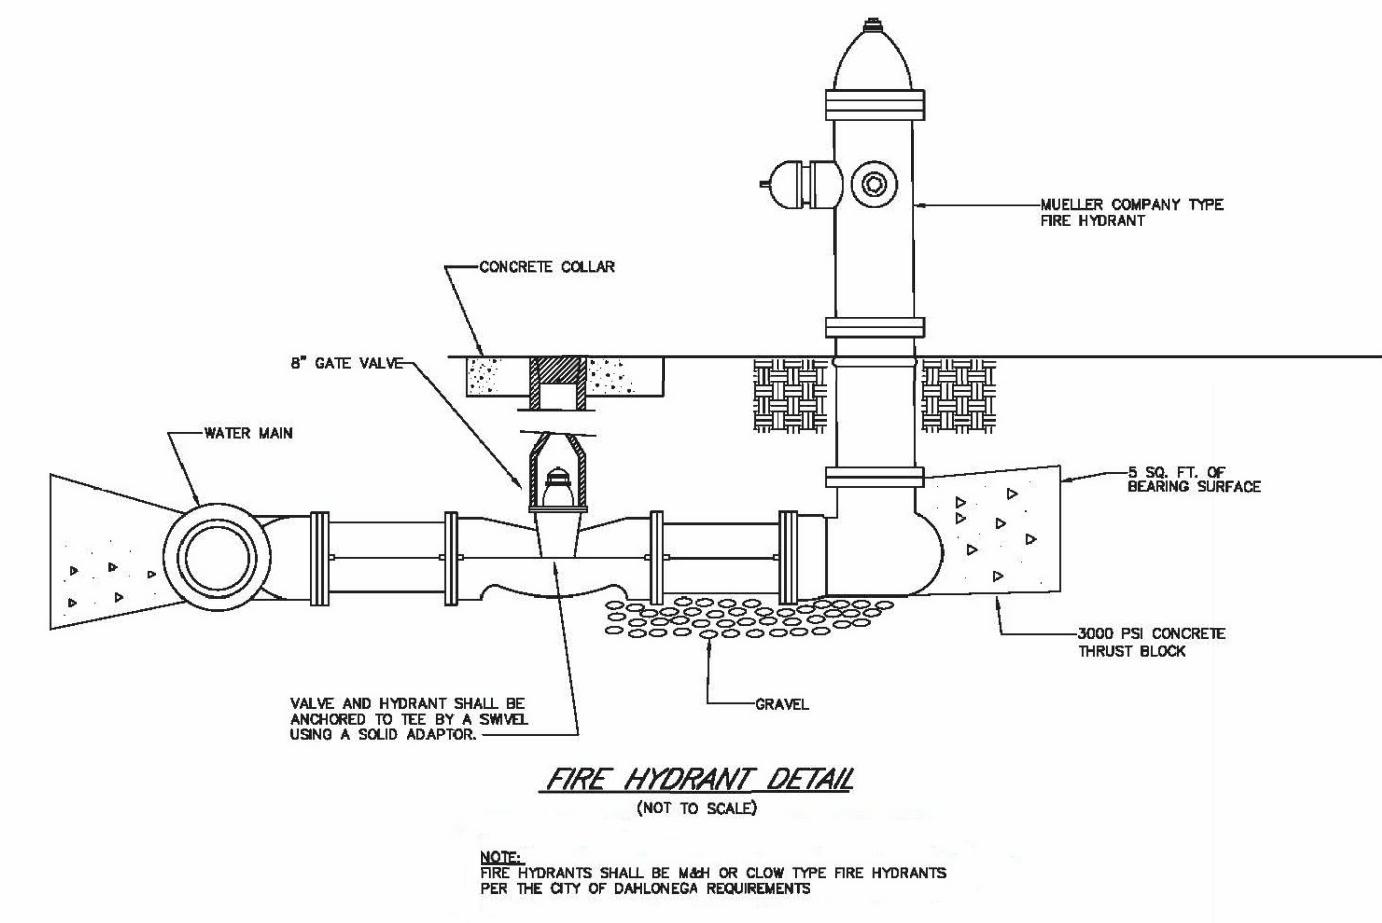 MUELLER COMPANY TYPE
FIRE HYDRANT
CONCRETE COLLAR
8" GATE VALVE
WATER MAIN
5 SQ. FT. OF
BEARING SURFACE
3000 PSI CONCRETE
THRUST BLOCK
VALVE AND HYDRANT SHALL BE
ANCHORED TO TEE BY A SWIVEL
USING A SOLID ADAPTOR.
GRAVEL
FIRE HYDRANT DETAIL
(NOT TO SCALE)
NOTE:
FIRE HYDRANTS SHALL BE M&H OR CLOW TYPE FIRE HYDRANTS
PER THE CITY OF DAHLONEGA REQUIREMENTS